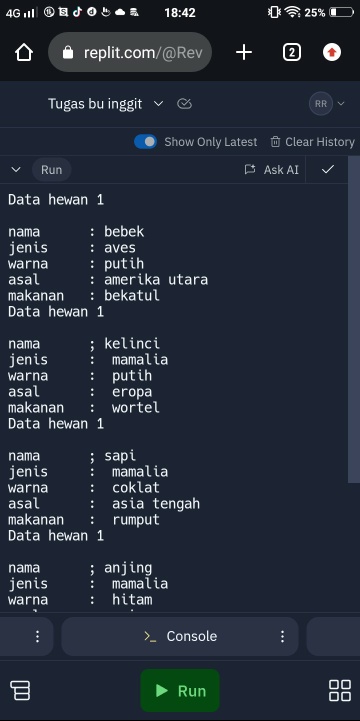 4G 18:42 25%
replit.com/@Rev 2
Tugas bu inggit RR
Show Only Latest Clear History
Run Ask AI
Data hewan 1
nama : bebek
jenis : aves
warna : putih
asal : amerika utara
makanan : bekatul
Data hewan 1
nama ; kelinci
jenis : mamalia
warna : putih
asal : eropa
makanan : wortel
Data hewan 1
nama ; sapi
jenis : mamalia
warna : coklat
asal : asia tengah
makanan : rumput
Data hewan 1
nama ; anjing
jenis : mamalia
warna : hitam
Console
Run